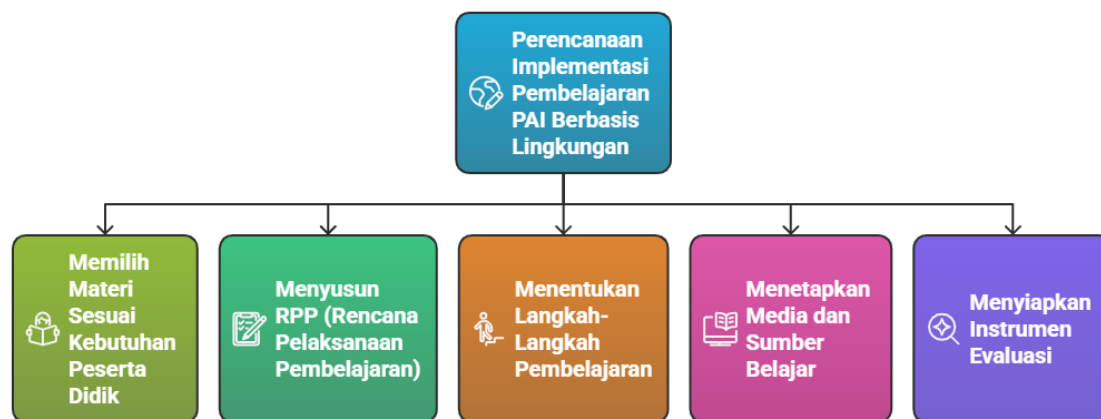 Perencanaan
Implementasi
Pembelajaran
PAI Berbasis
Lingkungan
Memilih
Materi
Sesuai
Kebutuhan
Peserta
Didik
Menyusun
RPP (Rencana
Pelaksanaan
Pembelajaran)
Menentukan
Langkah-
Langkah
Pembelajaran
Menetapkan
Media dan
Sumber
Belajar
Menyiapkan
Instrumen
Evaluasi